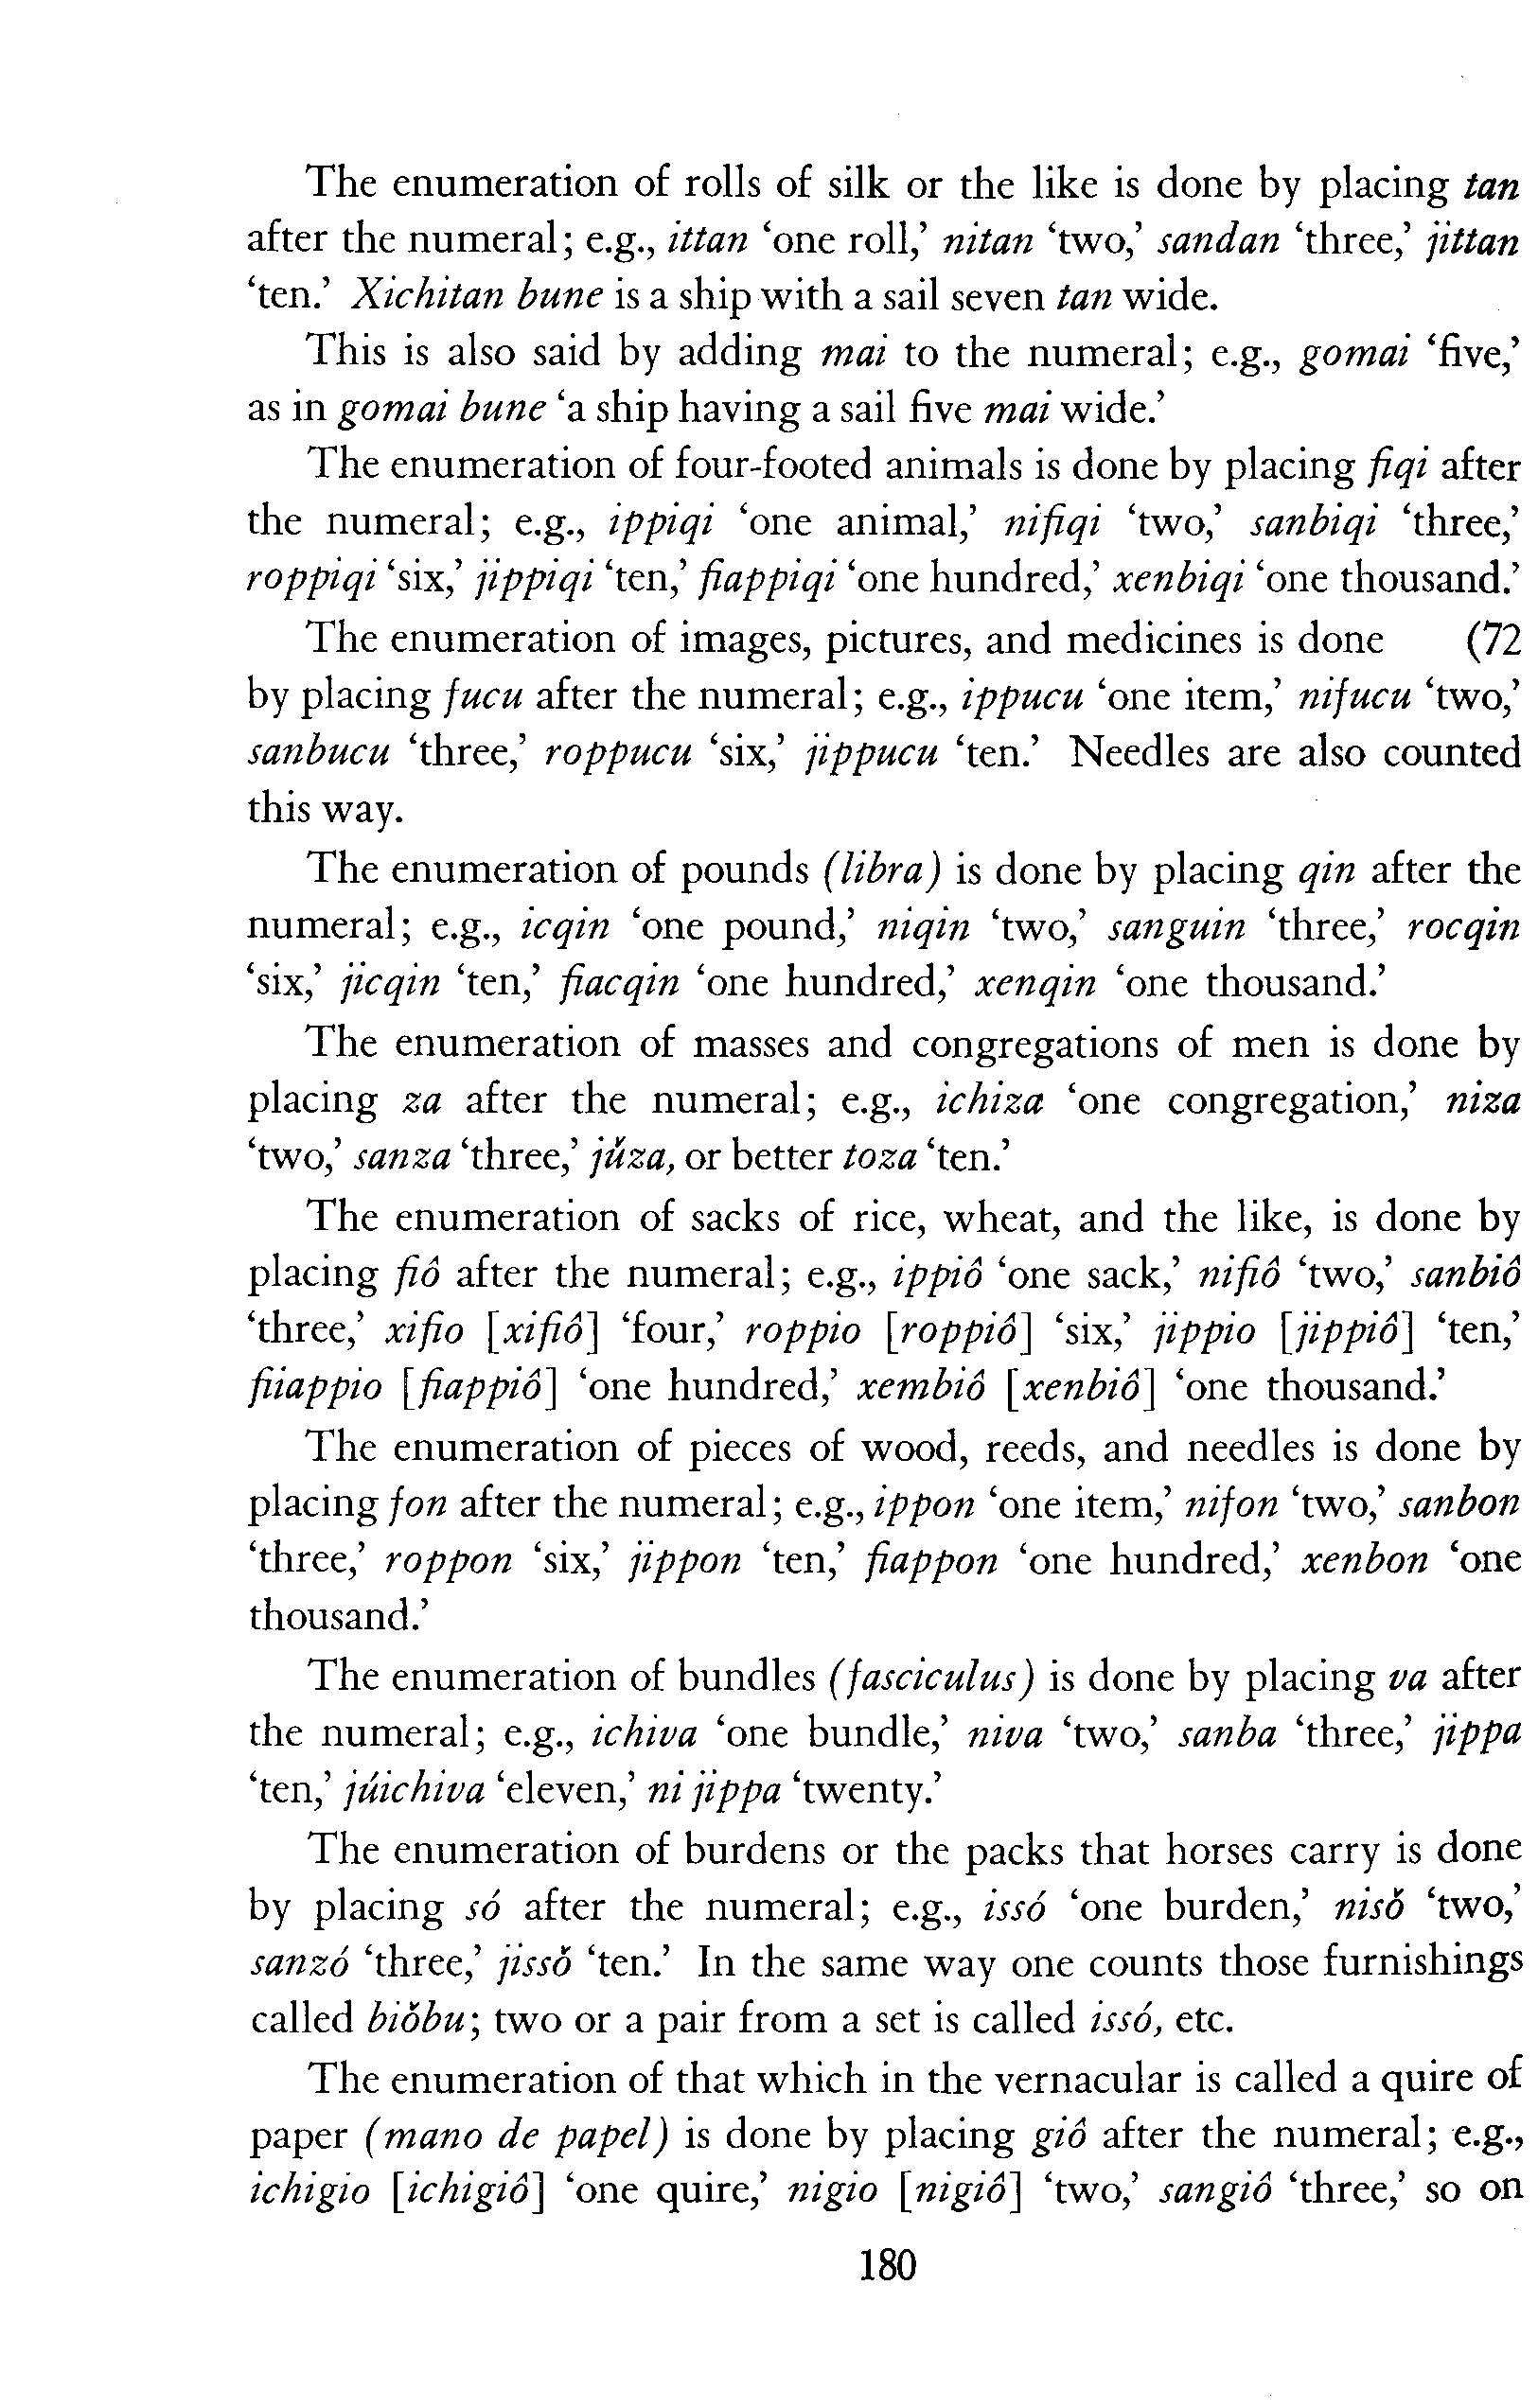 The enumeration of rolls of silk or the like is done by placing tan
after the numeral; e.g., ittan ‘one roll,’ nitan ‘two,’ sandan ‘three,’ jittan
‘ten.’ Xichitan bune is a ship with a sail seven tan wide.
This is also said by adding mai to the numeral; e.g., gomai ‘five,’
as in gomai bune ‘a ship having a sail five mai wide.’
The enumeration of four-footed animals is done by placing fiqi after
the numeral; e.g., ippiqi ‘one animal,’ nifiqi ‘two,’ sanbiqi ‘three,’
roppiqi ‘six,’ jippiqi ‘ten,’ fiappiqi ‘one hundred,’ xenbiqi ‘one thousand.’
The enumeration of images, pictures, and medicines is done (72
by placing fucu after the numeral; e.g., ippucu ‘one item,’ nifucu ‘two,’
sanbucu ‘three,’ roppucu ‘six,’ jippucu ‘ten.’ Needles are also counted
this way.
The enumeration of pounds (libra) is done by placing qin after the
numeral; e.g., icqin ‘one pound,’ niqin ‘two,’ sanguin ‘three,’ rocqin
‘six,’ jicqin ‘ten,’ fiacqin ‘one hundred,’ xenqin ‘one thousand.’
The enumeration of masses and congregations of men is done by
placing za after the numeral; e.g., ichiza ‘one congregation,’ niza
‘two,’ sanza ‘three,’ jŭza, or better toza ‘ten.’
The enumeration of sacks of rice, wheat, and the like, is done by
placing fiô after the numeral; e.g., ippiô ‘one sack,’ nifiô ‘two,’ sanbiô
‘three,’ xifio [xifiô] ‘four,’ roppio [roppiô] ‘six,’ jippio [jippiô] ‘ten,’
fiiappio [fiappiô] ‘one hundred,’ xembiô [xenbiô] ‘one thousand.’
The enumeration of pieces of wood, reeds, and needles is done by
placing fon after the numeral; e.g., ippon ‘one item,’ nifon ‘two,’ sanbon
‘three,’ roppon ‘six,’ jippon ‘ten,’ fiappon ‘one hundred,’ xenbon ‘one
thousand.’
The enumeration of bundles (fasciculus) is done by placing va after
the numeral; e.g., ichiva ‘one bundle,’ niva ‘two,’ sanba ‘three,’ jippa
‘ten,’ júichiva ‘eleven,’ ni jippa ‘twenty.’
The enumeration of burdens or the packs that horses carry is done
by placing só after the numeral; e.g., issó ‘one burden,’ nisŏ ‘two,’
sanzó ‘three,’ jissŏ ‘ten.’ In the same way one counts those furnishings
called biŏbu; two or a pair from a set is called issó, etc.
The enumeration of that which in the vernacular is called a quire of
paper (mano de papel) is done by placing giô after the numeral; e.g.,
ichigio [ichigiô] ‘one quire,’ nigio [nigiô] ‘two,’ sangiô ‘three,’ so on
180